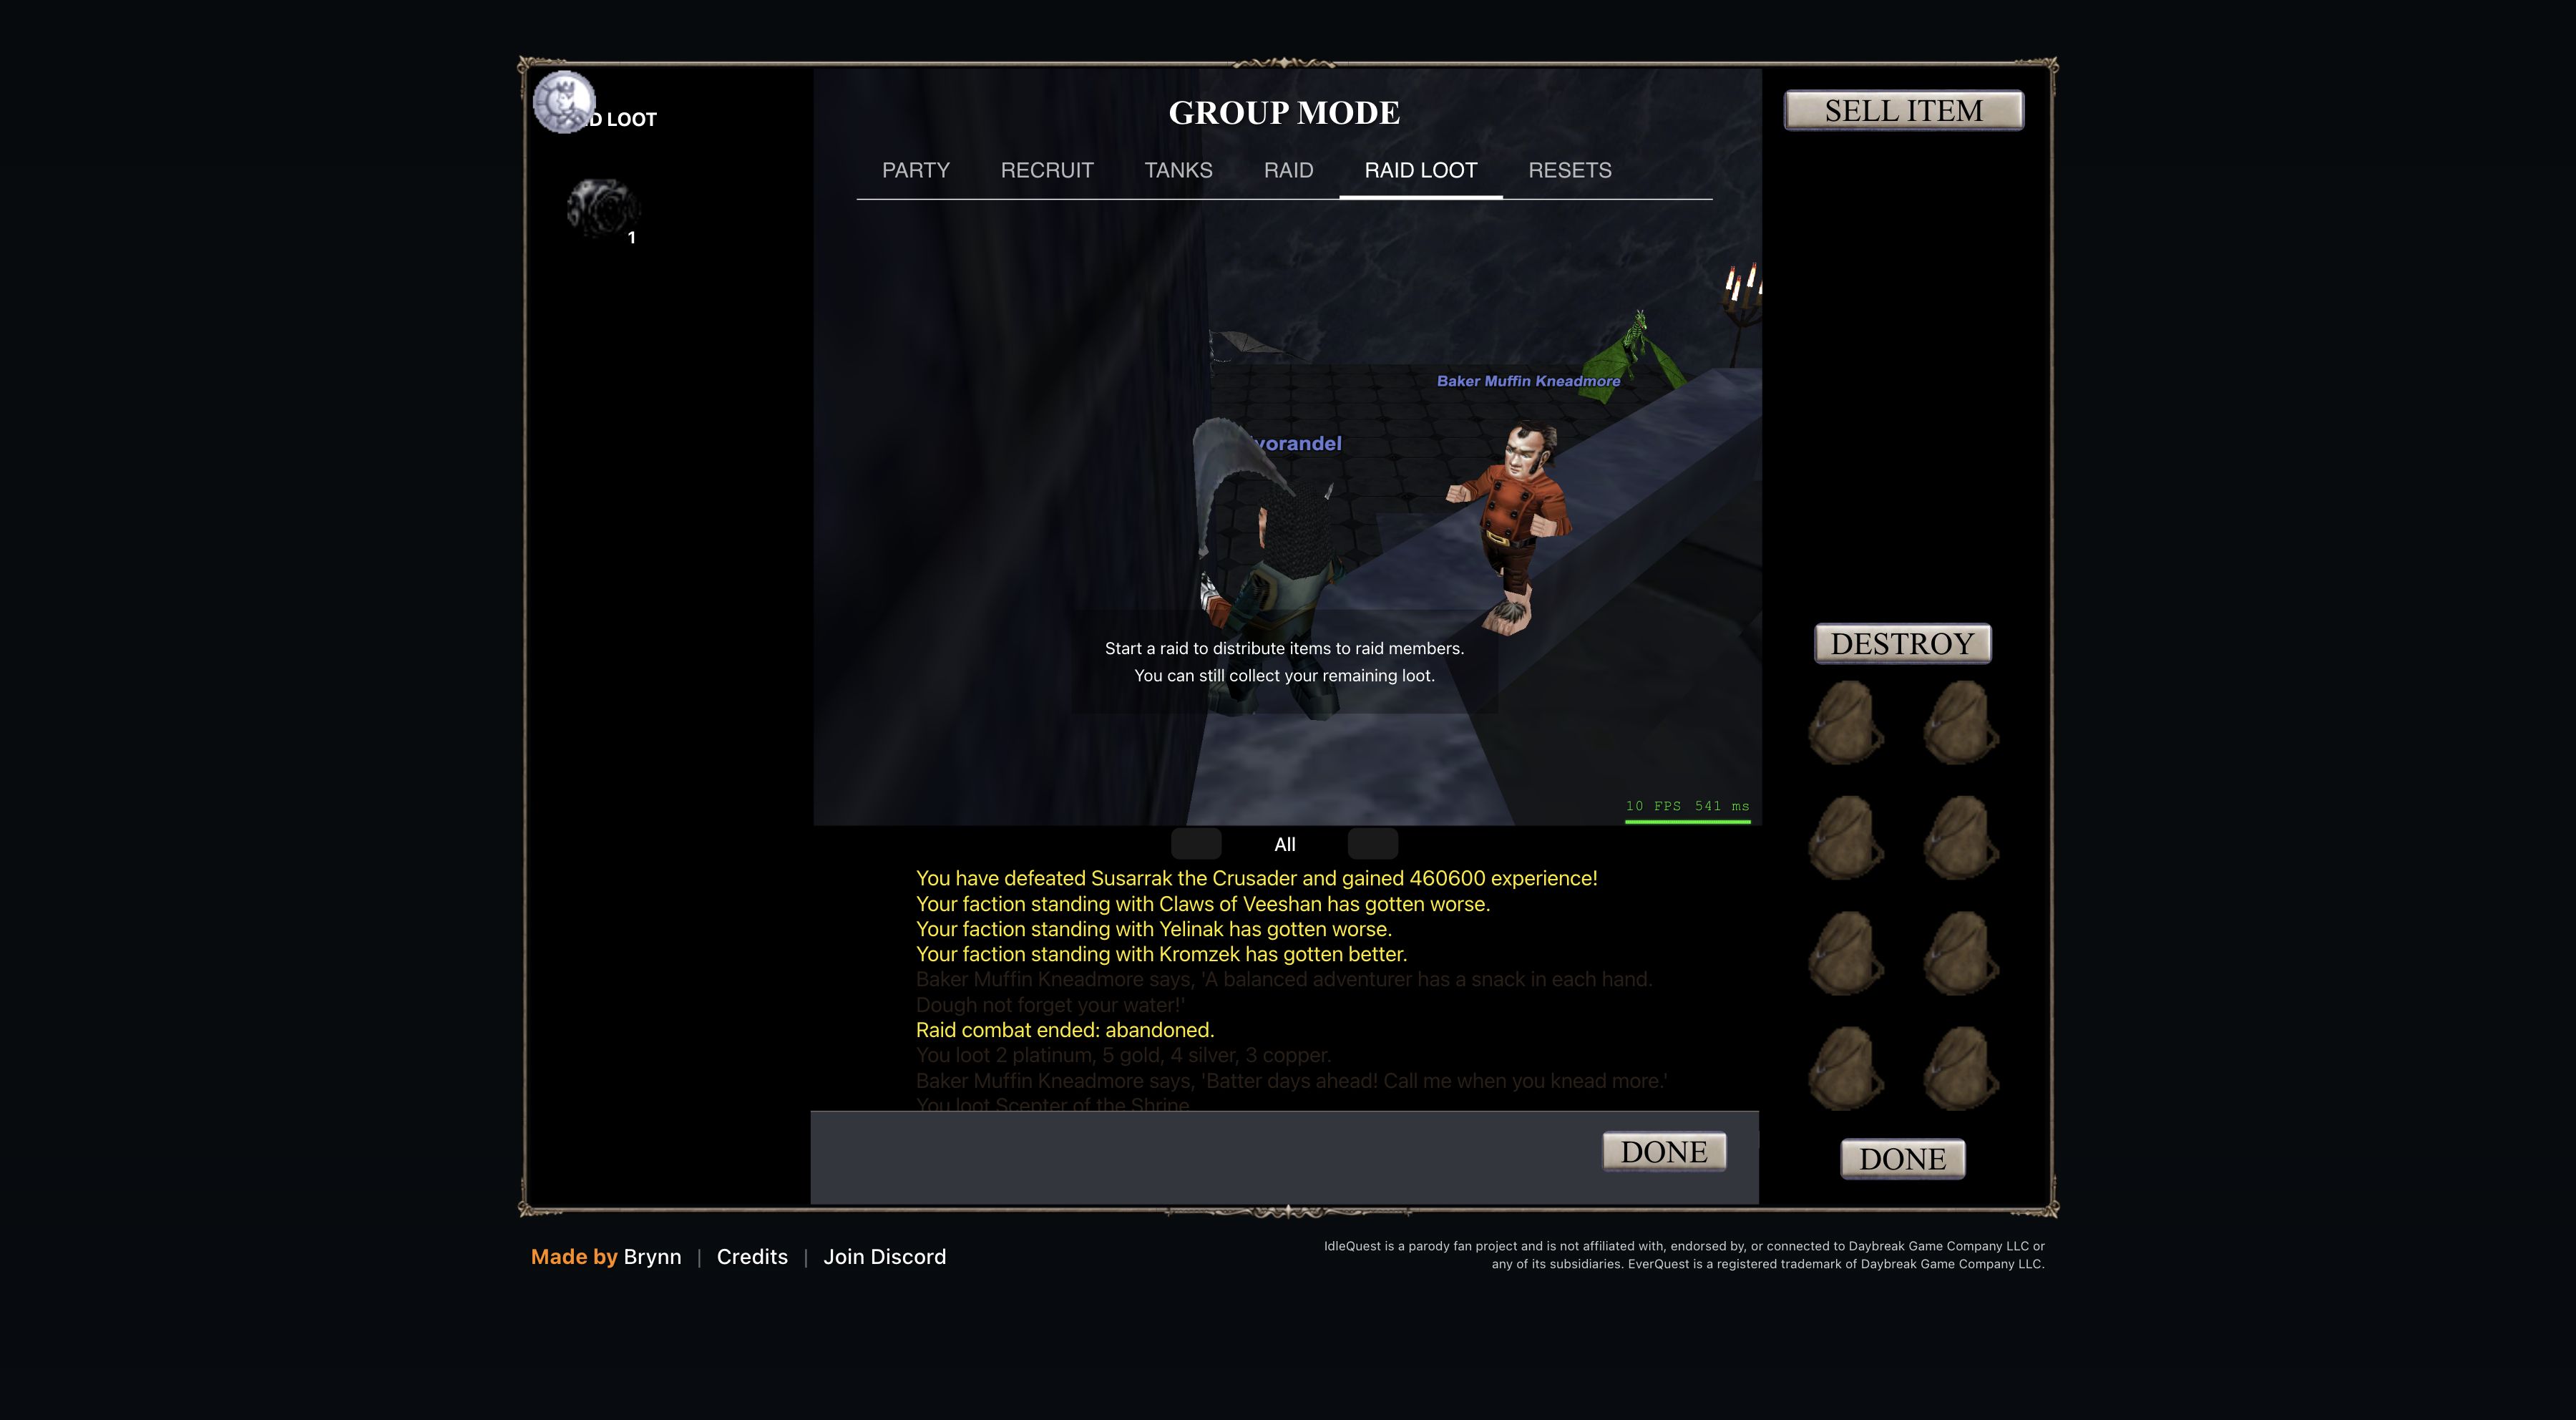 D LOOT
1
GROUP MODE
PARTY RECRUIT TANKS RAID RAID LOOT RESETS
Baker Muffin Kneadmore
vorandel
Start a raid to distribute items to raid members.
You can still collect your remaining loot.
10 FPS 541 ms
All
You have defeated Susarrak the Crusader and gained 460600 experience!
Your faction standing with Claws of Veeshan has gotten worse.
Your faction standing with Yelinak has gotten worse.
Your faction standing with Kromzek has gotten better.
Baker Muffin Kneadmore says, 'A balanced adventurer has a snack in each hand.
Dough not forget your water!'
Raid combat ended: abandoned.
You loot 2 platinum, 5 gold, 4 silver, 3 copper.
Baker Muffin Kneadmore says, 'Batter days ahead! Call me when you knead more.'
You loot Scepter of the Shrine
DONE
SELL ITEM
DESTROY
DONE
Made by Brynn | Credits | Join Discord
IdleQuest is a parody fan project and is not affiliated with, endorsed by, or connected to Daybreak Game Company LLC or
any of its subsidiaries. EverQuest is a registered trademark of Daybreak Game Company LLC.